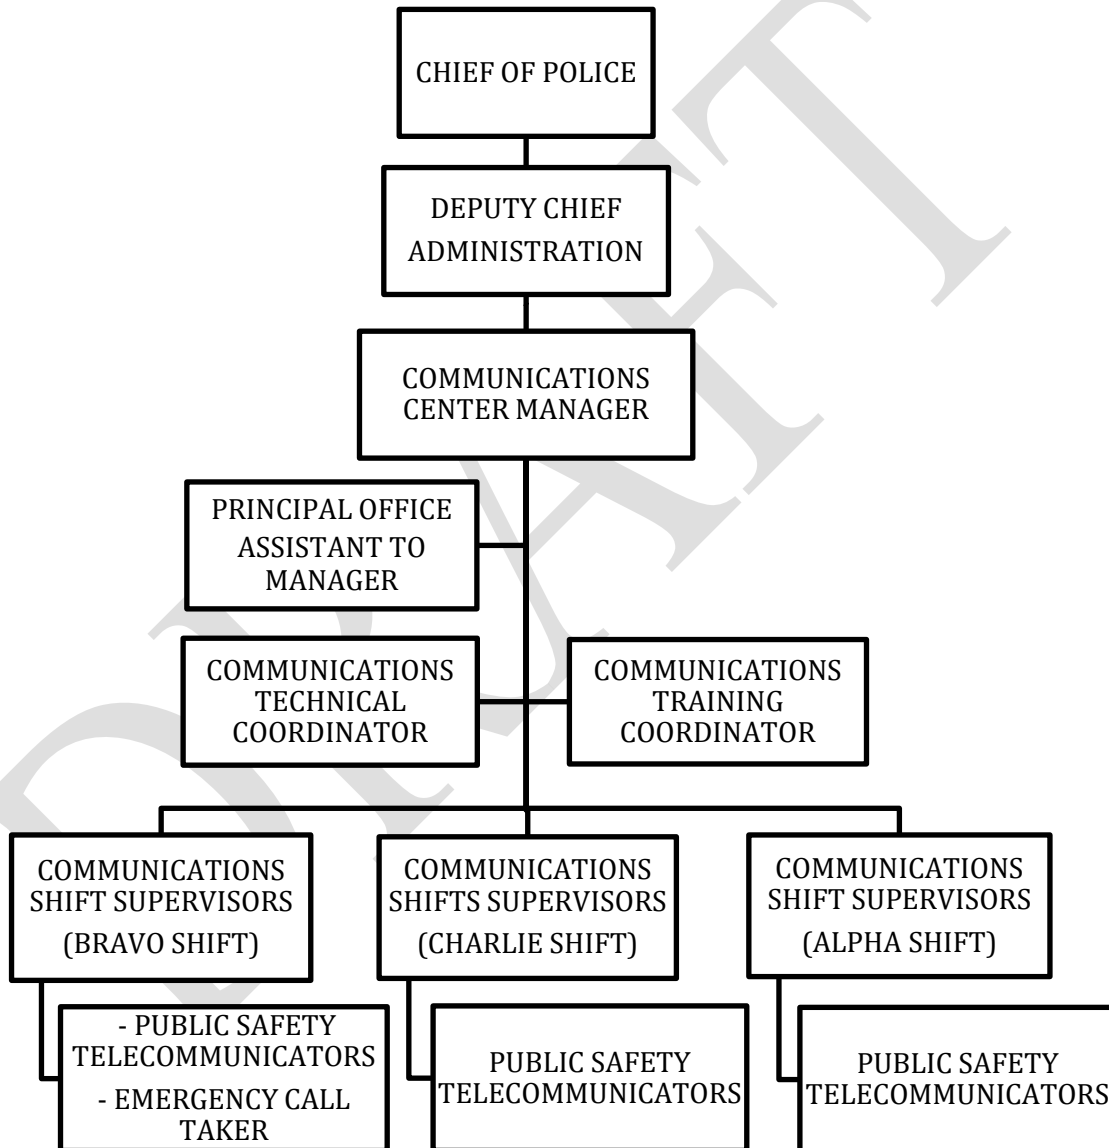 CHIEF OF POLICE
DEPUTY CHIEF
ADMINISTRATION
COMMUNICATIONS
CENTER MANAGER
PRINCIPAL OFFICE
ASSISTANT TO
MANAGER
COMMUNICATIONS
TECHNICAL
COORDINATOR
COMMUNICATIONS
TRAINING
COORDINATOR
COMMUNICATIONS
SHIFT SUPERVISORS
(BRAVO SHIFT)
COMMUNICATIONS
SHIFTS SUPERVISORS
(CHARLIE SHIFT)
COMMUNICATIONS
SHIFT SUPERVISORS
(ALPHA SHIFT)
- PUBLIC SAFETY
TELECOMMUNICATORS
- EMERGENCY CALL
TAKER
PUBLIC SAFETY
TELECOMMUNICATORS
PUBLIC SAFETY
TELECOMMUNICATORS
DRAFT